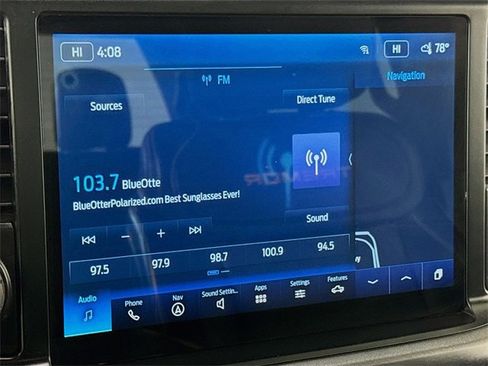 HI 4:08 HI 78°
FM
Navigation
Sources
Direct Tune
103.7 BlueOtte
BlueOtterPolarized.com Best Sunglasses Ever!
TREMOR
Sound
97.5 97.9 98.7 100.9 94.5
Audio Phone Nav Sound Settin... Apps Settings Features